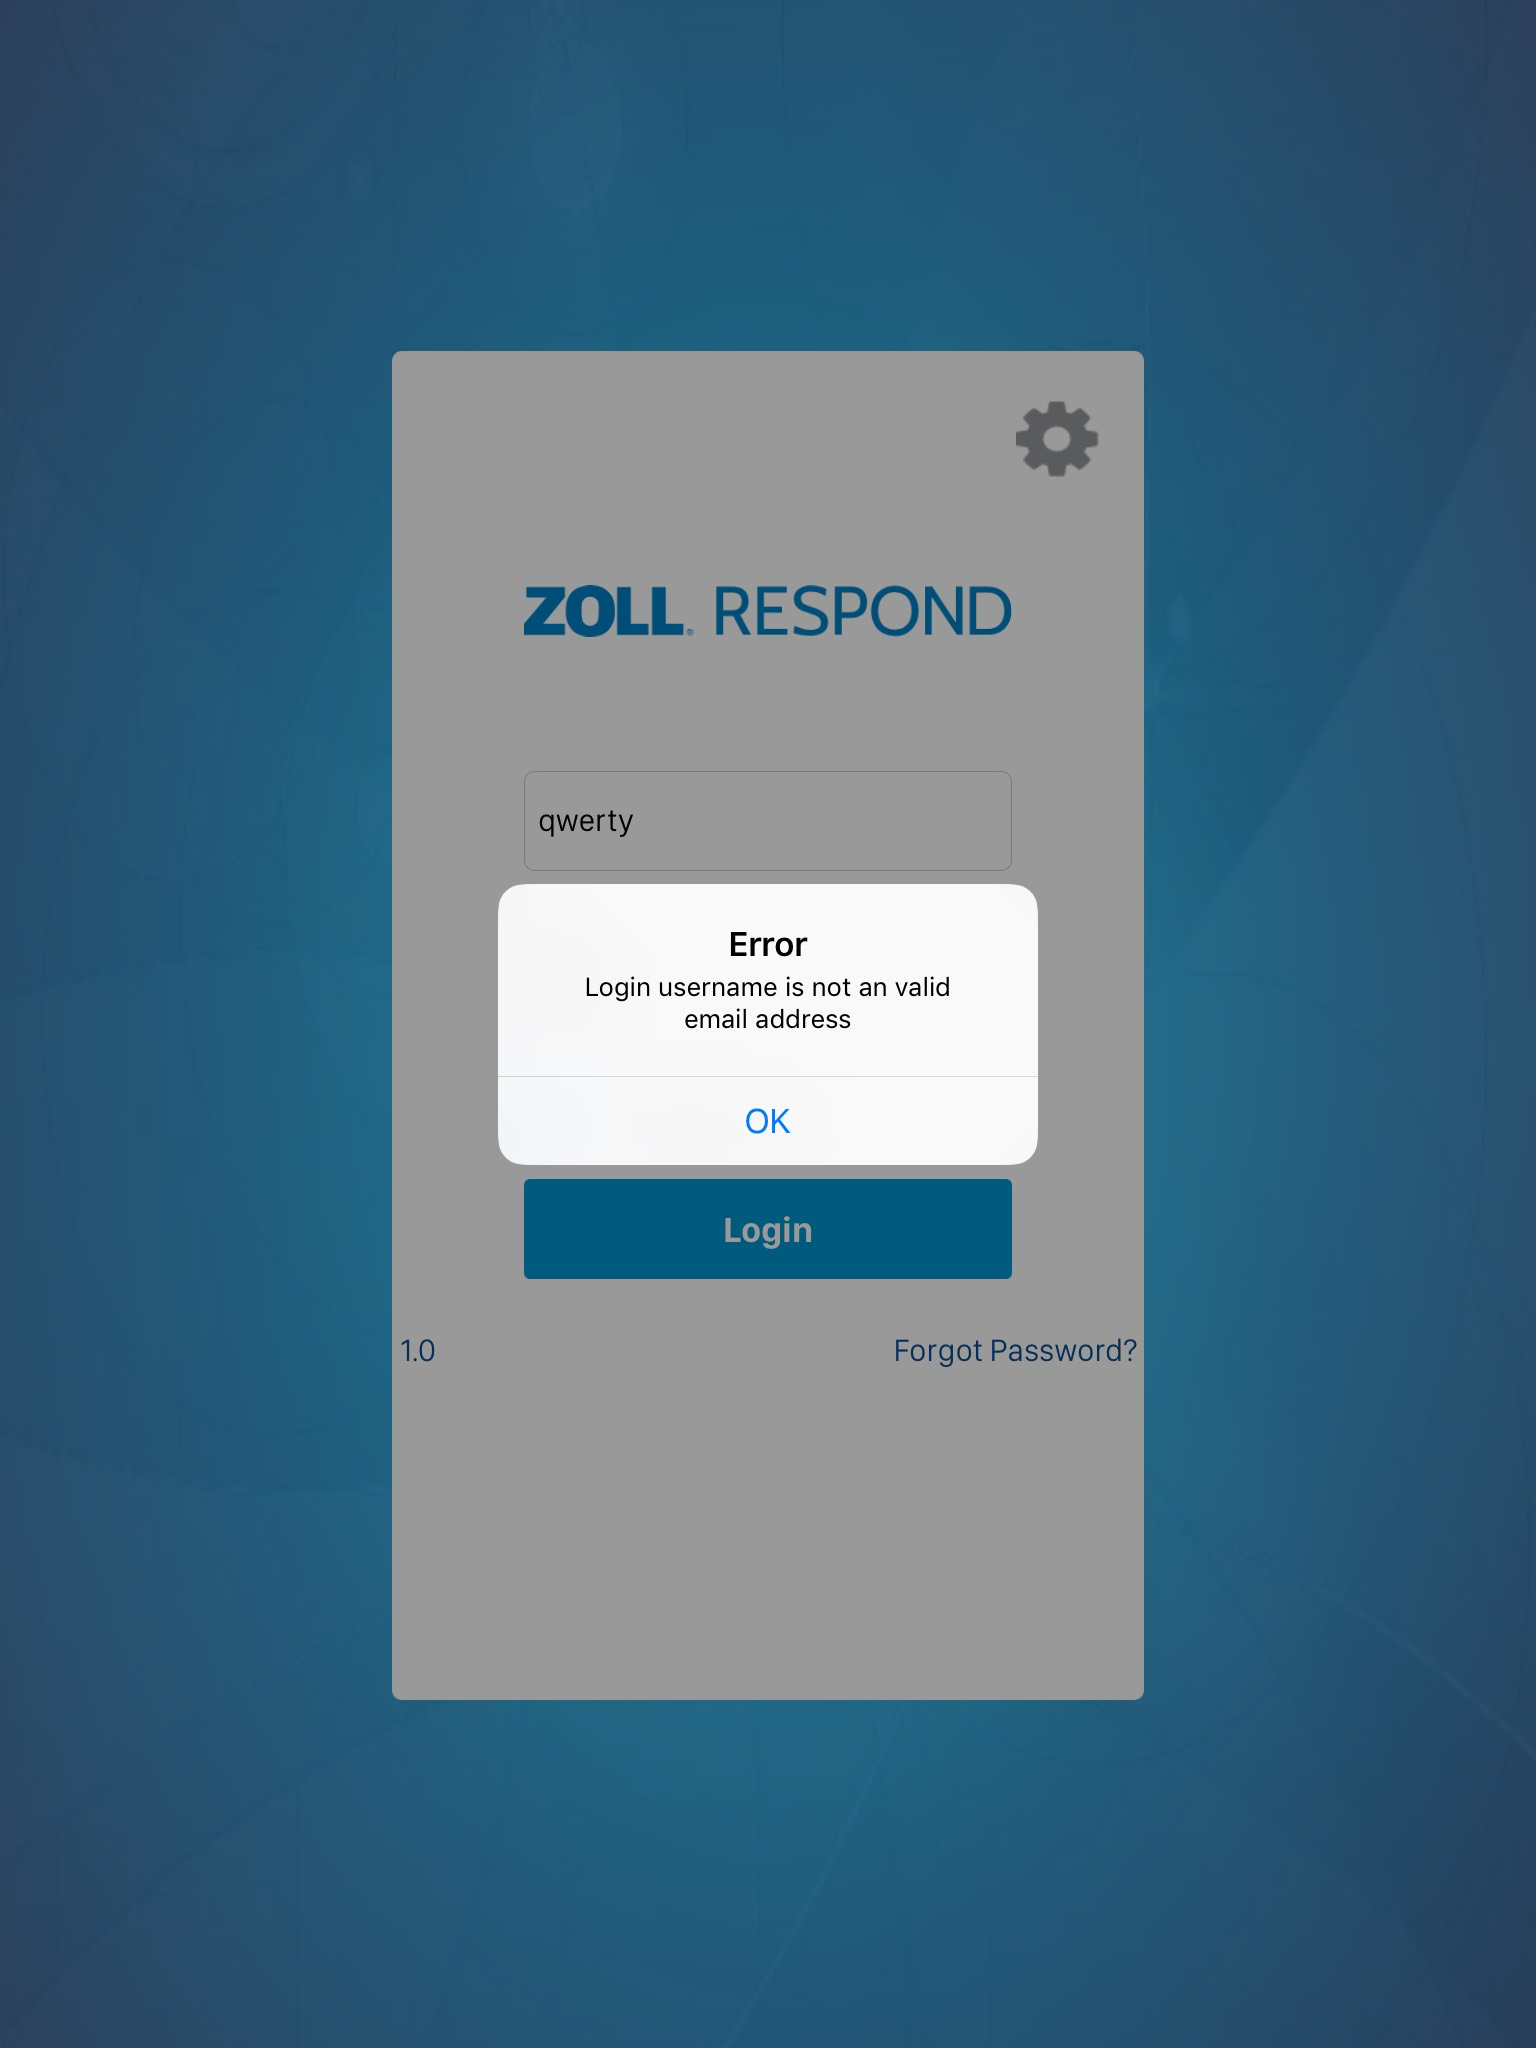 ZOLL® RESPOND
qwerty
Error
Login username is not an valid
email address
OK
Login
1.0
Forgot Password?